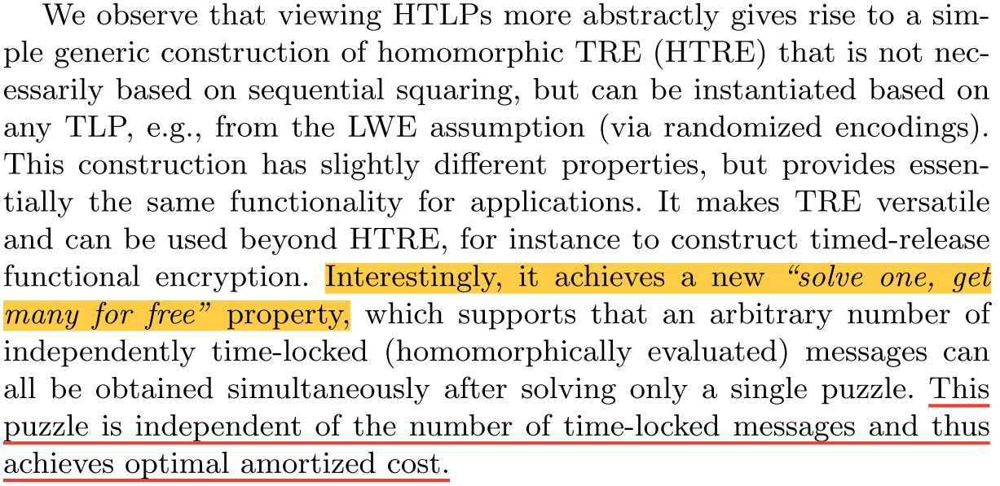 We observe that viewing HTLPs more abstractly gives rise to a sim-
ple generic construction of homomorphic TRE (HTRE) that is not nec-
essarily based on sequential squaring, but can be instantiated based on
any TLP, e.g., from the LWE assumption (via randomized encodings).
This construction has slightly different properties, but provides essen-
tially the same functionality for applications. It makes TRE versatile
and can be used beyond HTRE, for instance to construct timed-release
functional encryption. Interestingly, it achieves a new “solve one, get
many for free” property, which supports that an arbitrary number of
independently time-locked (homomorphically evaluated) messages can
all be obtained simultaneously after solving only a single puzzle. This
puzzle is independent of the number of time-locked messages and thus
achieves optimal amortized cost.